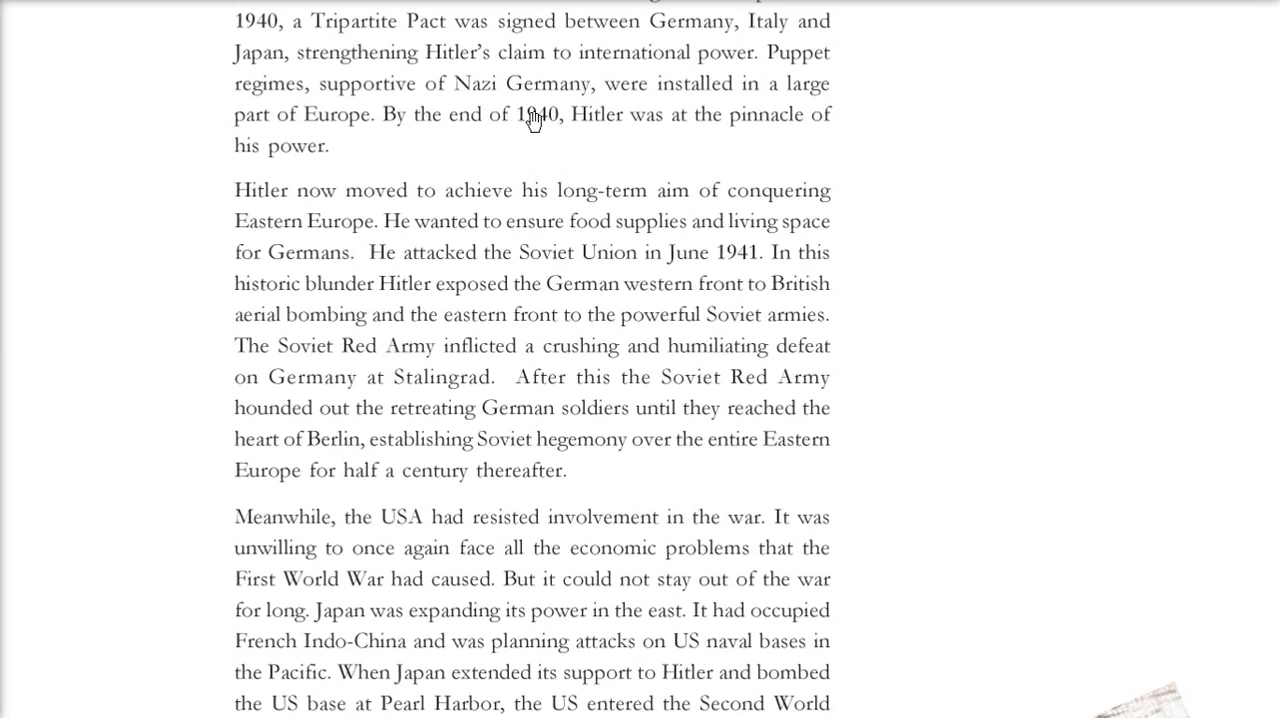 1940, a Tripartite Pact was signed between Germany, Italy and
Japan, strengthening Hitler's claim to international power. Puppet
regimes, supportive of Nazi Germany, were installed in a large
part of Europe. By the end of 1940, Hitler was at the pinnacle of
his power.
Hitler now moved to achieve his long-term aim of conquering
Eastern Europe. He wanted to ensure food supplies and living space
for Germans. He attacked the Soviet Union in June 1941. In this
historic blunder Hitler exposed the German western front to British
aerial bombing and the eastern front to the powerful Soviet armies.
The Soviet Red Army inflicted a crushing and humiliating defeat
on Germany at Stalingrad. After this the Soviet Red Army
hounded out the retreating German soldiers until they reached the
heart of Berlin, establishing Soviet hegemony over the entire Eastern
Europe for half a century thereafter.
Meanwhile, the USA had resisted involvement in the war. It was
unwilling to once again face all the economic problems that the
First World War had caused. But it could not stay out of the war
for long. Japan was expanding its power in the east. It had occupied
French Indo-China and was planning attacks on US naval bases in
the Pacific. When Japan extended its support to Hitler and bombed
the US base at Pearl Harbor, the US entered the Second World